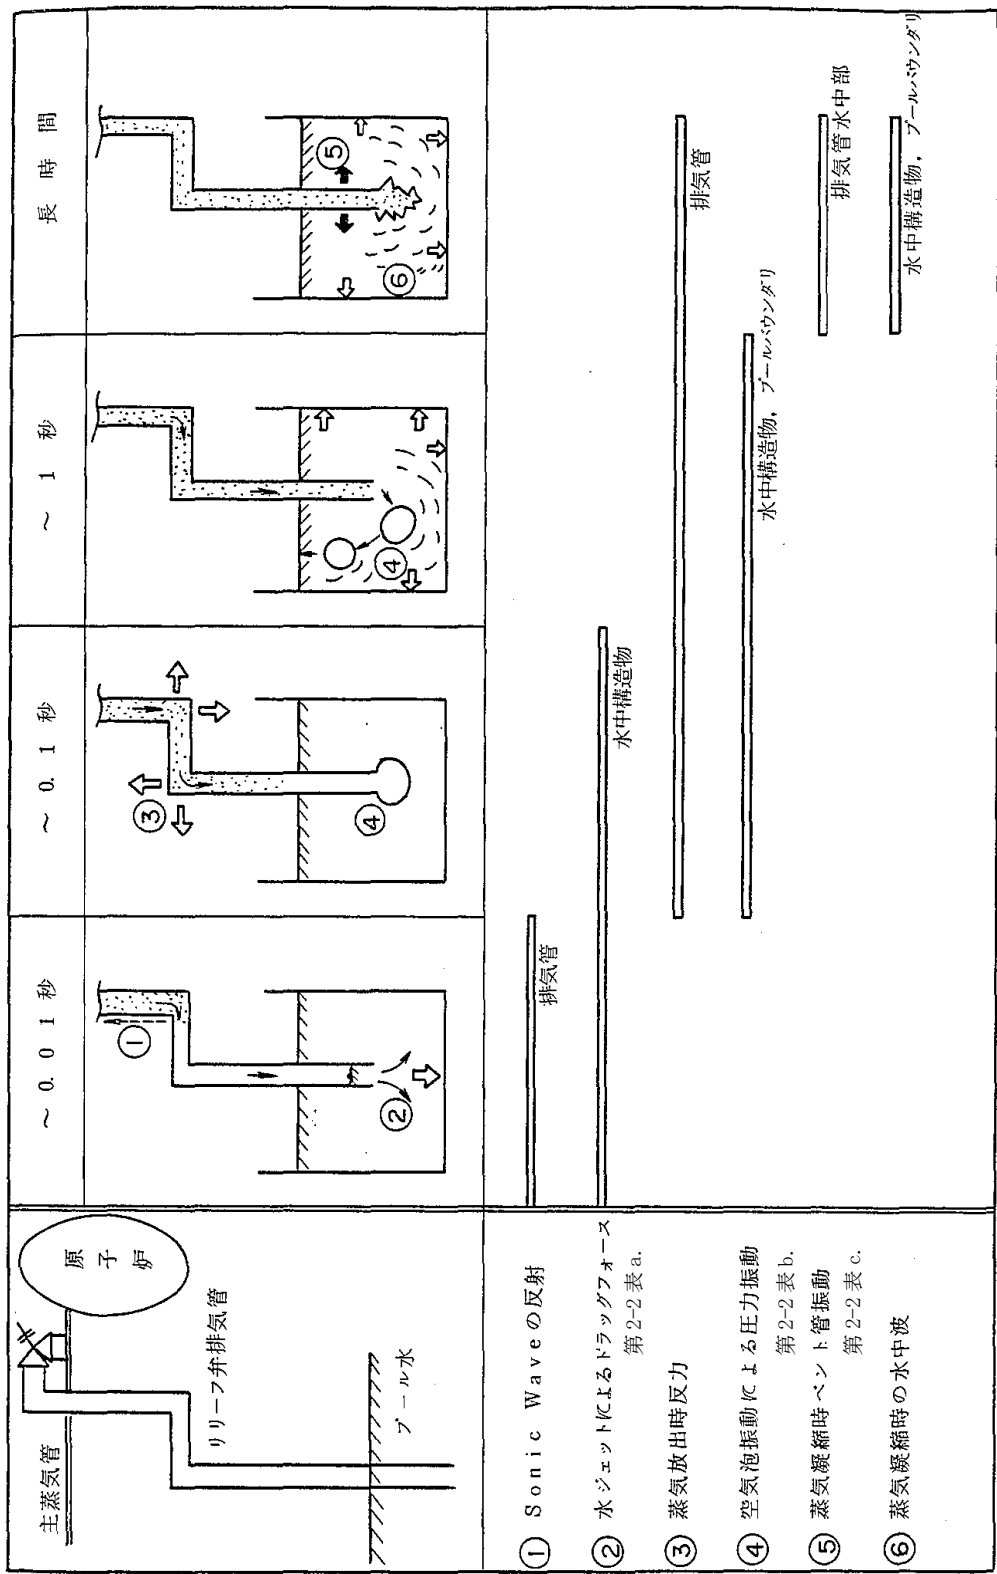 ～0.001秒
～0.1秒
～1秒
長時間
原子炉
主蒸気管
リリーフ弁排気管
プール水
①
②
③
④
④
⑤
⑥
① Sonic Waveの反射
排気管
② 水ジェットによるドラッグフォース
第2-2表a.
水中構造物
③ 蒸気放出時反力
排気管
④ 空気泡振動による圧力振動
第2-2表b.
水中構造物，プールバウンダリ
⑤ 蒸気凝縮時ベント管振動
第2-2表c.
排気管水中部
⑥ 蒸気凝縮時の水中波
水中構造物，プールバウンダリ